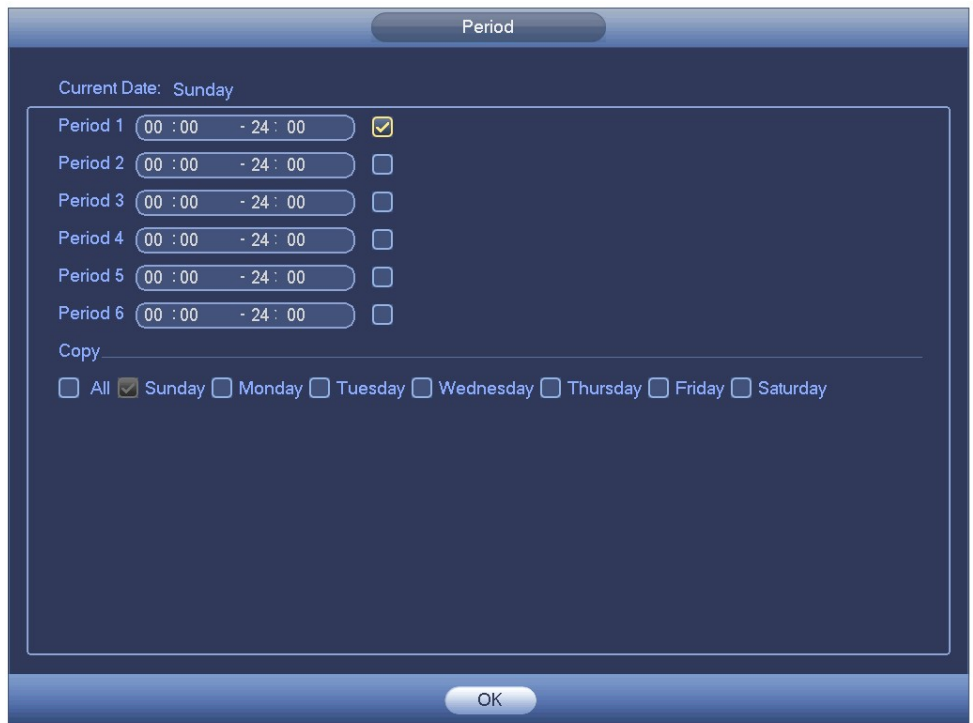 Period
Current Date: Sunday
Period 1 00 :00 - 24 : 00
Period 2 00 :00 - 24 : 00
Period 3 00 :00 - 24 : 00
Period 4 00 :00 - 24 : 00
Period 5 00 :00 - 24 : 00
Period 6 00 :00 - 24 : 00
Copy
All Sunday Monday Tuesday Wednesday Thursday Friday Saturday
OK